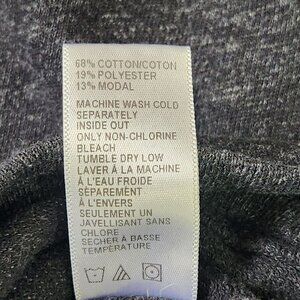 68% COTTON/COTON
19% POLYESTER
13% MODAL
MACHINE WASH COLD
SEPARATELY
INSIDE OUT
ONLY NON-CHLORINE
BLEACH
TUMBLE DRY LOW
LAVER À LA MACHINE
À L'EAU FROIDE
SÉPARÉMENT
À L'ENVERS
SEULEMENT UN
JAVELLISANT SANS
CHLORE
SÉCHER À BASSE
TEMPÉRATURE